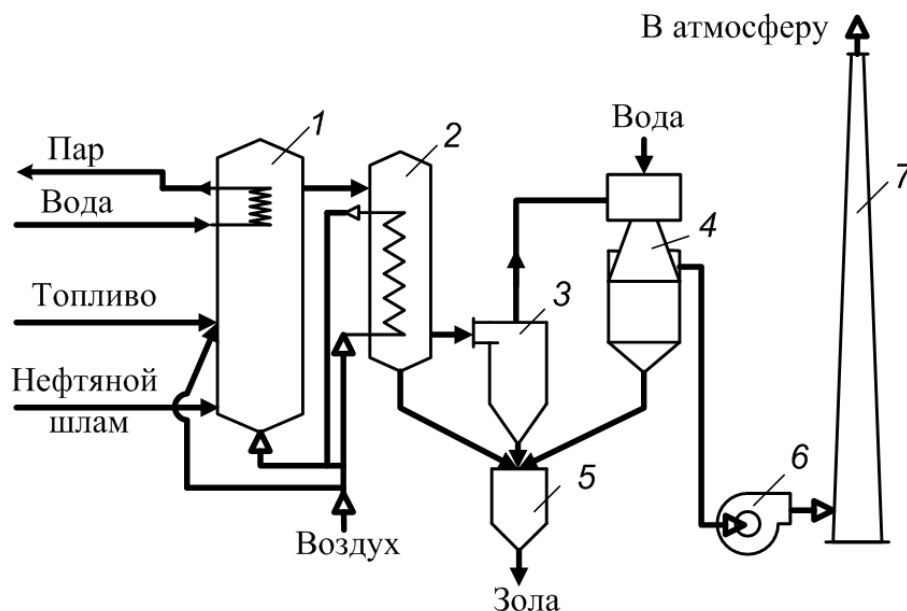 В атмосферу
1
2
Вода
Пар
7
Вода
4
3
Топливо
Нефтяной
шлам
5
6
Воздух
Зола